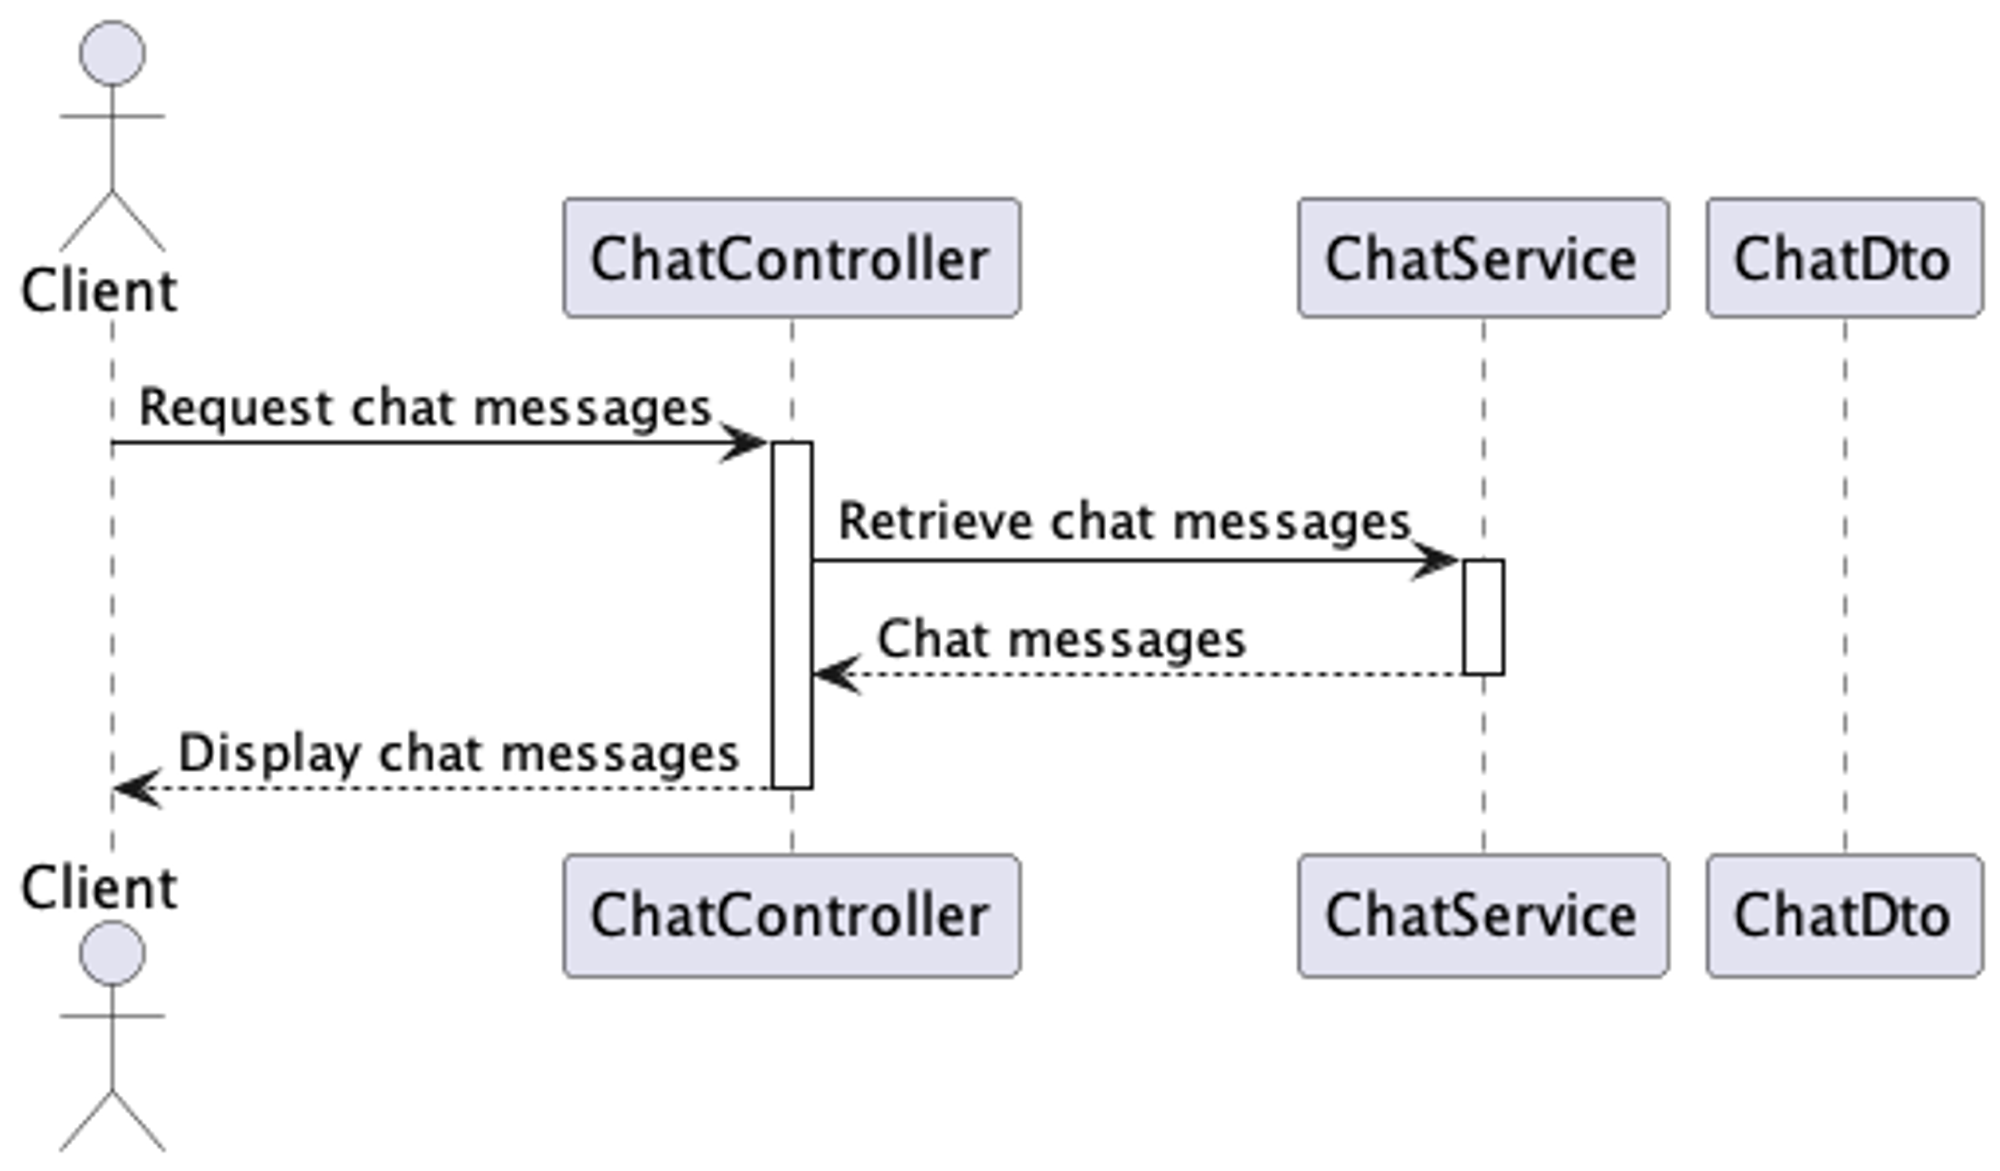 Client
ChatController
ChatService
ChatDto
Request chat messages
Retrieve chat messages
Chat messages
Display chat messages
Client
ChatController
ChatService
ChatDto